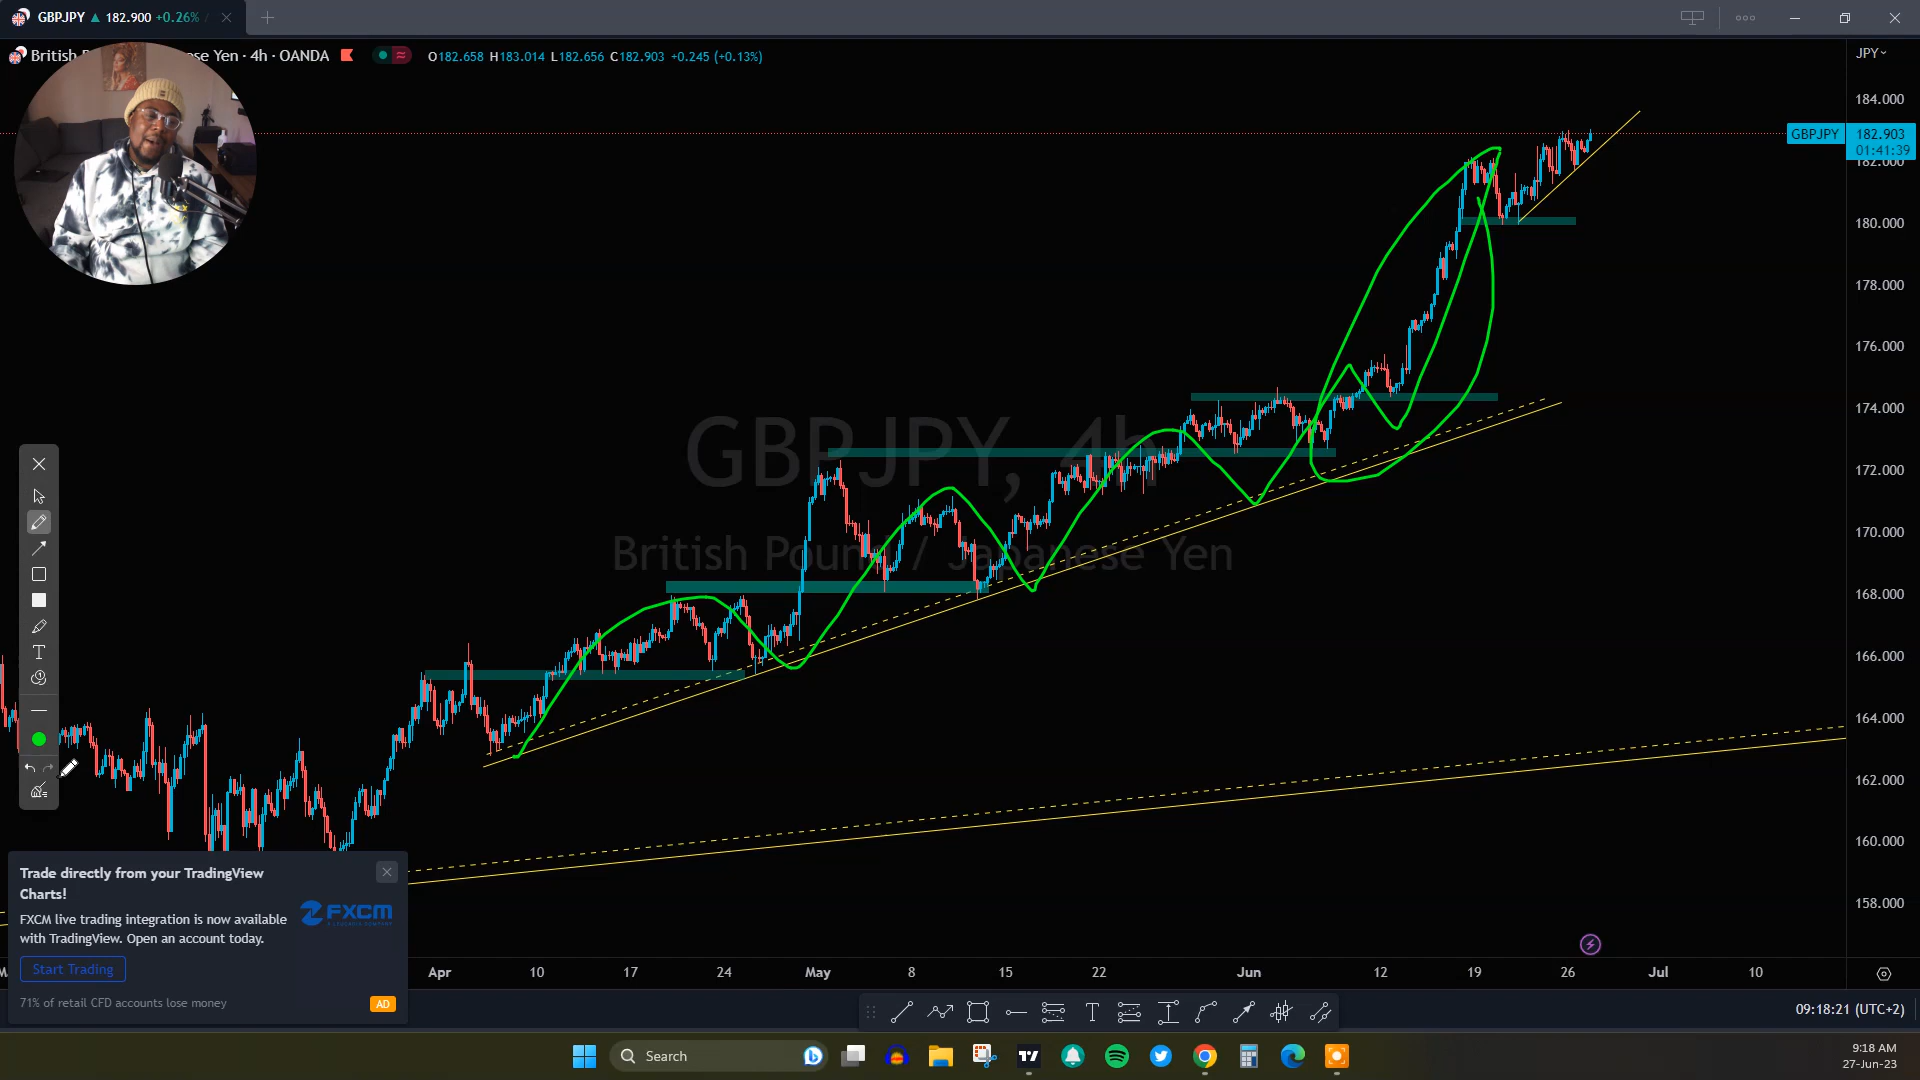 GBPJPY ▲ 182.900 +0.26% /
British P se Yen · 4h · OANDA O182.658 H183.014 L182.656 C182.903 +0.245 (+0.13%)
JPY
184.000
GBPJPY 182.903
01:41:39
182.000
180.000
178.000
176.000
174.000
172.000
170.000
168.000
166.000
164.000
162.000
160.000
158.000
GBPJPY, 4h
British Pound / Japanese Yen
Trade directly from your TradingView
Charts!
FXCM live trading integration is now available
with TradingView. Open an account today.
FXCM
Start Trading
71% of retail CFD accounts lose money
AD
Apr 10 17 24 May 8 15 22 Jun 12 19 26 Jul 10
09:18:21 (UTC+2)
Search
9:18 AM
27-Jun-23